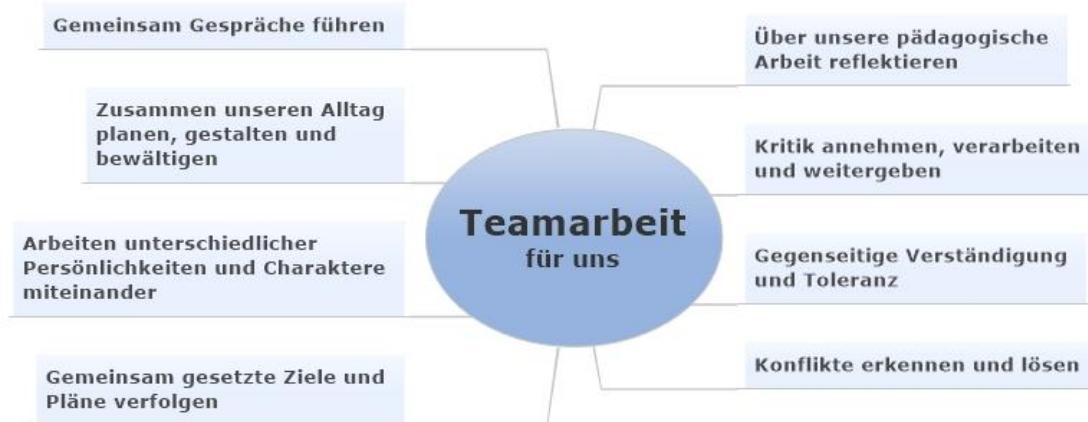 Gemeinsam Gespräche führen
Zusammen unseren Alltag
planen, gestalten und
bewältigen
Arbeiten unterschiedlicher
Persönlichkeiten und Charaktere
miteinander
Gemeinsam gesetzte Ziele und
Pläne verfolgen
Teamarbeit
für uns
Über unsere pädagogische
Arbeit reflektieren
Kritik annehmen, verarbeiten
und weitergeben
Gegenseitige Verständigung
und Toleranz
Konflikte erkennen und lösen